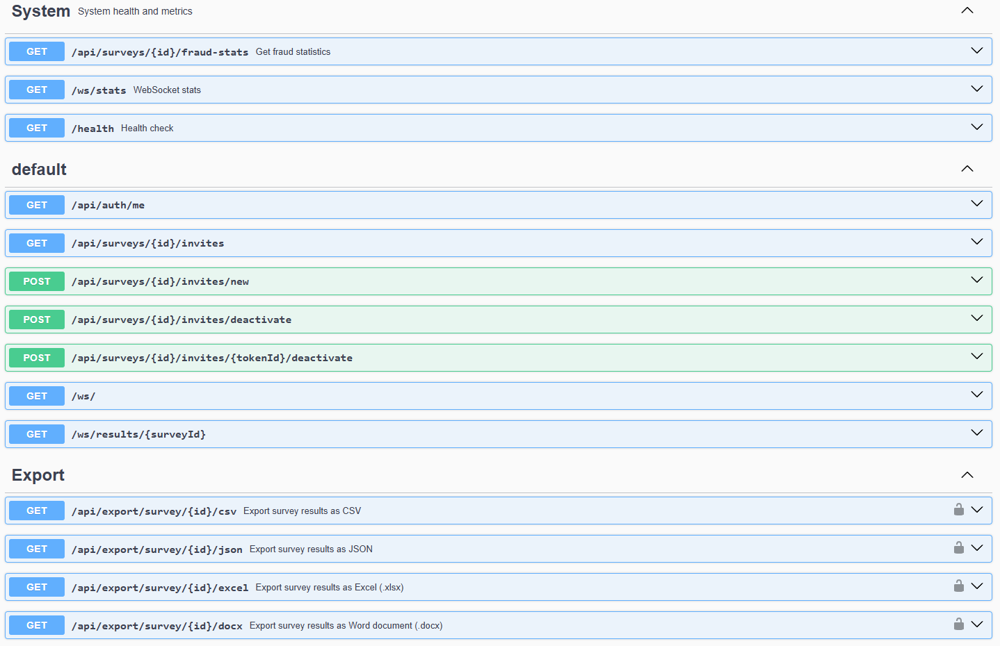 System System health and metrics
GET /api/surveys/{id}/fraud-stats Get fraud statistics
GET /ws/stats WebSocket stats
GET /health Health check
default
GET /api/auth/me
GET /api/surveys/{id}/invites
POST /api/surveys/{id}/invites/new
POST /api/surveys/{id}/invites/deactivate
POST /api/surveys/{id}/invites/{tokenId}/deactivate
GET /ws/
GET /ws/results/{surveyId}
Export
GET /api/export/survey/{id}/csv Export survey results as CSV
GET /api/export/survey/{id}/json Export survey results as JSON
GET /api/export/survey/{id}/excel Export survey results as Excel (.xlsx)
GET /api/export/survey/{id}/docx Export survey results as Word document (.docx)